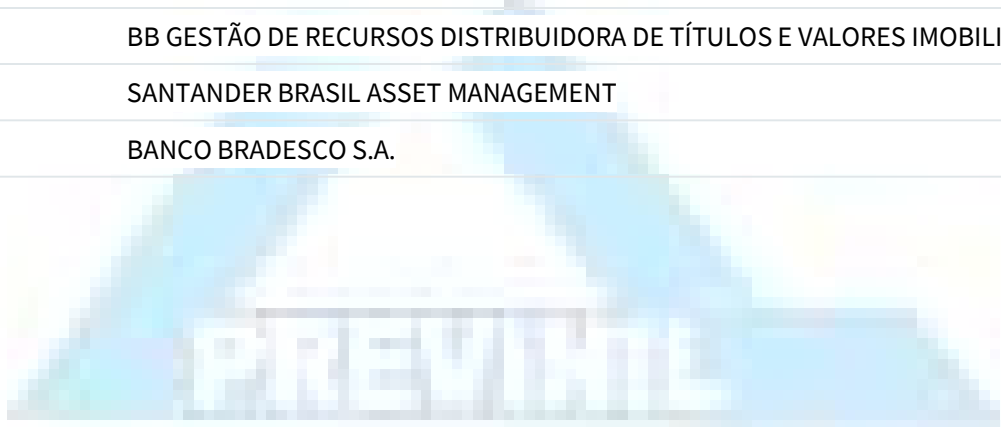 BB GESTÃO DE RECURSOS DISTRIBUIDORA DE TÍTULOS E VALORES IMOBILI
SANTANDER BRASIL ASSET MANAGEMENT
BANCO BRADESCO S.A.